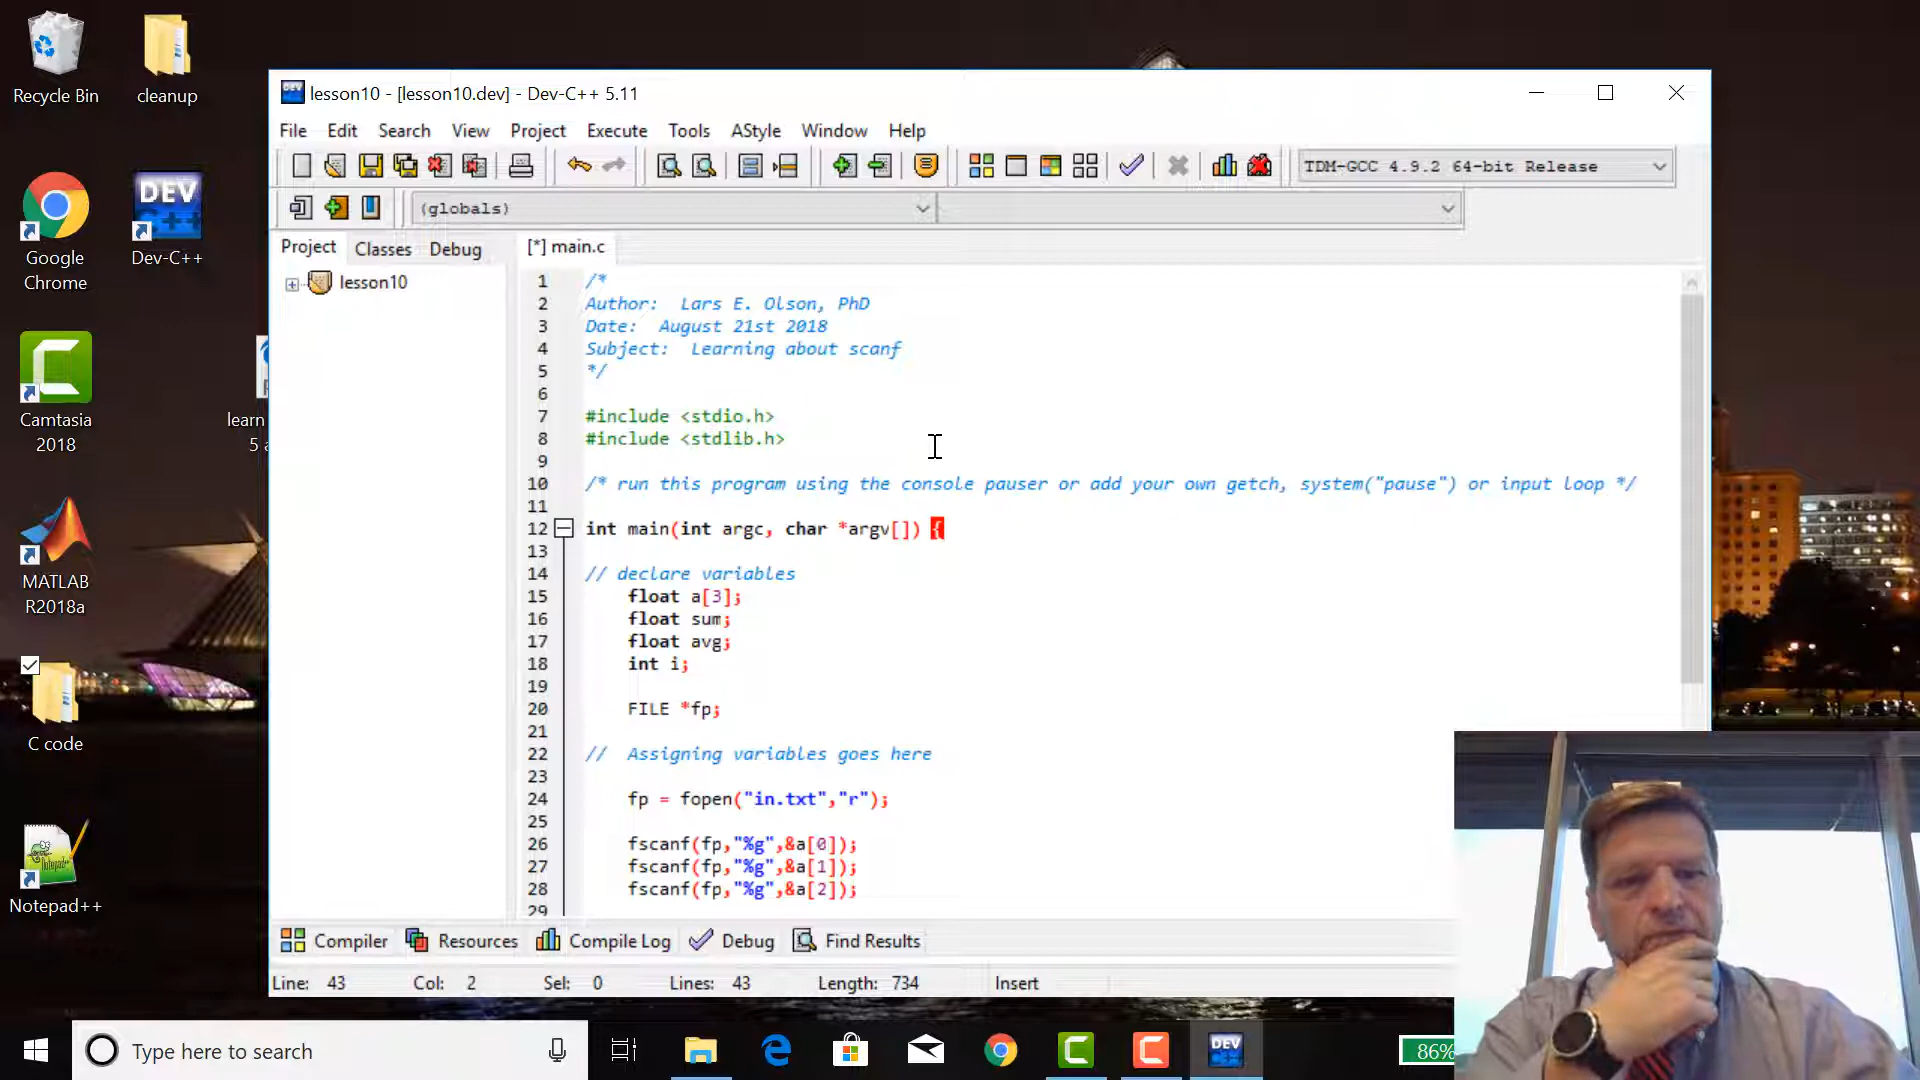 Recycle Bin
cleanup
Google
Chrome
DEV
C++
Dev-C++
Camtasia
2018
learn
5 a
MATLAB
R2018a
C code
Notepad++
lesson10 - [lesson10.dev] - Dev-C++ 5.11
File Edit Search View Project Execute Tools AStyle Window Help
TDM-GCC 4.9.2 64-bit Release
(globals)
Project Classes Debug
[*] main.c
lesson10
1 /*
2 Author: Lars E. Olson, PhD
3 Date: August 21st 2018
4 Subject: Learning about scanf
5 */
6
7 #include <stdio.h>
8 #include <stdlib.h>
9
10 /* run this program using the console pauser or add your own getch, system("pause") or input loop */
11
12 int main(int argc, char *argv[]) {
13
14 // declare variables
15 float a[3];
16 float sum;
17 float avg;
18 int i;
19
20 FILE *fp;
21
22 // Assigning variables goes here
23
24 fp = fopen("in.txt","r");
25
26 fscanf(fp,"%g",&a[0]);
27 fscanf(fp,"%g",&a[1]);
28 fscanf(fp,"%g",&a[2]);
29
Compiler Resources Compile Log Debug Find Results
Line: 43 Col: 2 Sel: 0 Lines: 43 Length: 734 Insert
Type here to search
DEV
86%